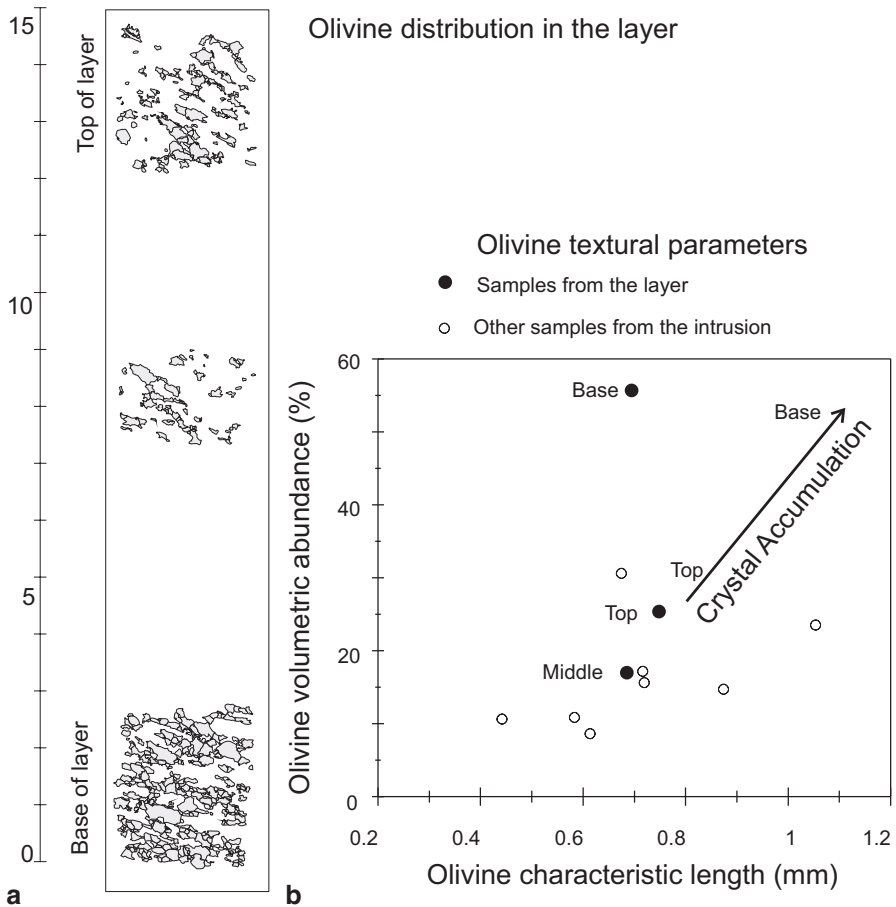 15
10
5
0
Top of layer
Base of layer
a
Olivine distribution in the layer
Olivine textural parameters
Samples from the layer
Other samples from the intrusion
Olivine volumetric abundance (%)
60
40
20
0
Base
Base
Top
Top
Middle
Crystal Accumulation
0.2 0.4 0.6 0.8 1 1.2
Olivine characteristic length (mm)
b